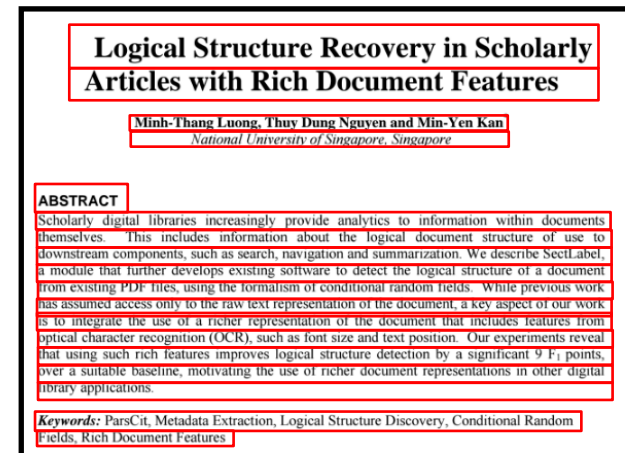 Logical Structure Recovery in Scholarly
Articles with Rich Document Features
Minh-Thang Luong, Thuy Dung Nguyen and Min-Yen Kan
National University of Singapore, Singapore
ABSTRACT
Scholarly digital libraries increasingly provide analytics to information within documents
themselves. This includes information about the logical document structure of use to
downstream components, such as search, navigation and summarization. We describe SectLabel,
a module that further develops existing software to detect the logical structure of a document
from existing PDF files, using the formalism of conditional random fields. While previous work
has assumed access only to the raw text representation of the document, a key aspect of our work
is to integrate the use of a richer representation of the document that includes features from
optical character recognition (OCR), such as font size and text position. Our experiments reveal
that using such rich features improves logical structure detection by a significant 9 F₁ points,
over a suitable baseline, motivating the use of richer document representations in other digital
library applications.
Keywords: ParsCit, Metadata Extraction, Logical Structure Discovery, Conditional Random
Fields, Rich Document Features